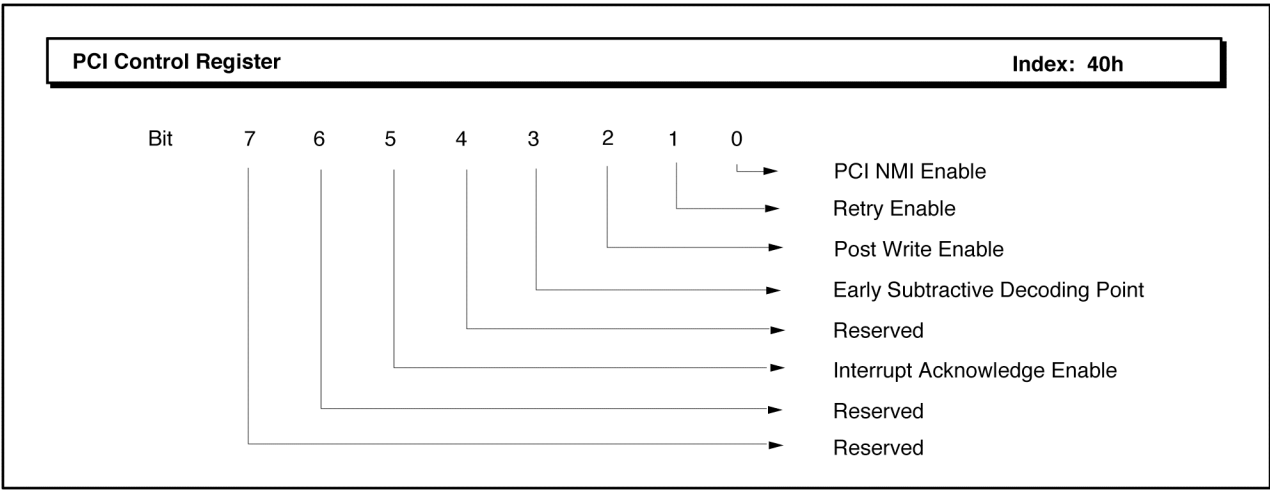 PCI Control Register Index: 40h
Bit 7 6 5 4 3 2 1 0
PCI NMI Enable
Retry Enable
Post Write Enable
Early Subtractive Decoding Point
Reserved
Interrupt Acknowledge Enable
Reserved
Reserved